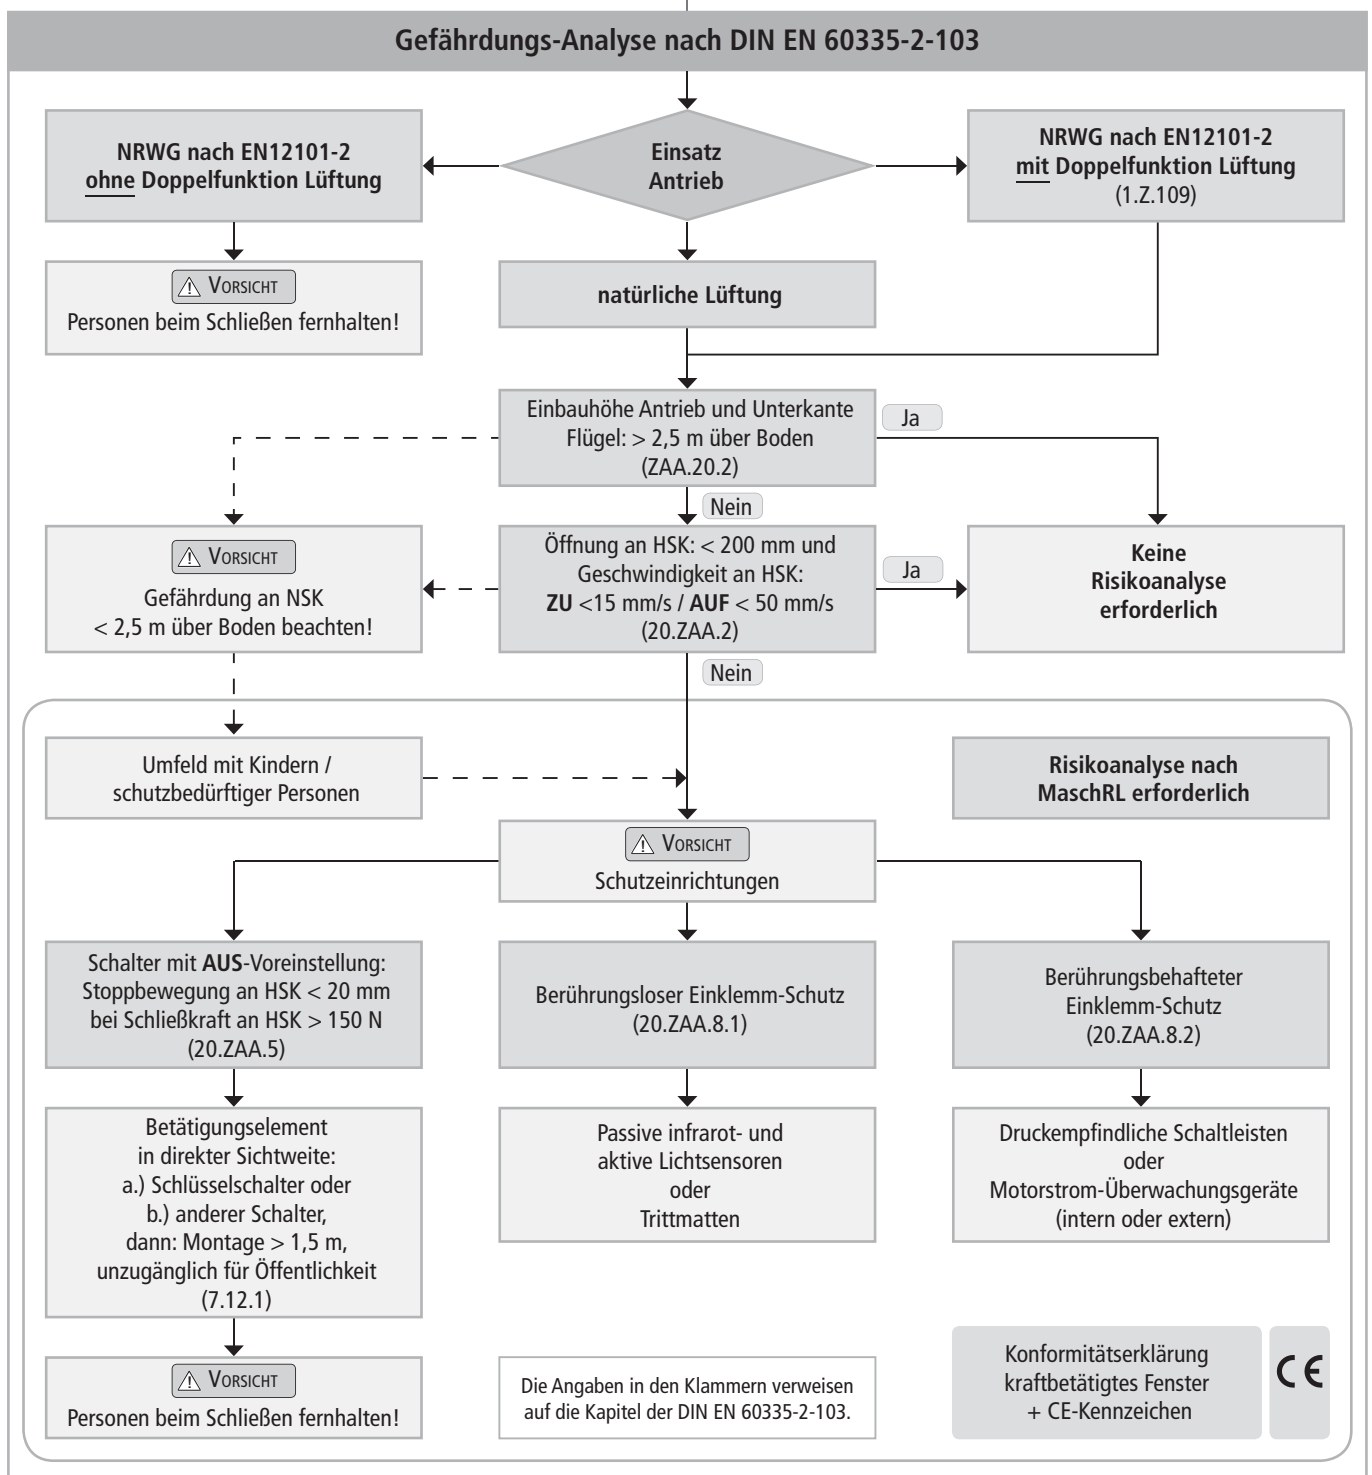 Gefährdungs-Analyse nach DIN EN 60335-2-103
NRWG nach EN12101-2
ohne Doppelfunktion Lüftung
Einsatz
Antrieb
NRWG nach EN12101-2
mit Doppelfunktion Lüftung
(1.Z.109)
VORSICHT
Personen beim Schließen fernhalten!
natürliche Lüftung
Einbauhöhe Antrieb und Unterkante
Flügel: > 2,5 m über Boden
(ZAA.20.2)
Ja
Nein
VORSICHT
Gefährdung an NSK
< 2,5 m über Boden beachten!
Öffnung an HSK: < 200 mm und
Geschwindigkeit an HSK:
ZU <15 mm/s / AUF < 50 mm/s
(20.ZAA.2)
Ja
Keine
Risikoanalyse
erforderlich
Nein
Umfeld mit Kindern /
schutzbedürftiger Personen
Risikoanalyse nach
MaschRL erforderlich
VORSICHT
Schutzeinrichtungen
Schalter mit AUS-Voreinstellung:
Stoppbewegung an HSK < 20 mm
bei Schließkraft an HSK > 150 N
(20.ZAA.5)
Berührungsloser Einklemm-Schutz
(20.ZAA.8.1)
Berührungsbehafteter
Einklemm-Schutz
(20.ZAA.8.2)
Betätigungselement
in direkter Sichtweite:
a.) Schlüsselschalter oder
b.) anderer Schalter,
dann: Montage > 1,5 m,
unzugänglich für Öffentlichkeit
(7.12.1)
Passive infrarot- und
aktive Lichtsensoren
oder
Trittmatten
Druckempfindliche Schaltleisten
oder
Motorstrom-Überwachungsgeräte
(intern oder extern)
VORSICHT
Personen beim Schließen fernhalten!
Die Angaben in den Klammern verweisen
auf die Kapitel der DIN EN 60335-2-103.
Konformitätserklärung
kraftbetätigtes Fenster
+ CE-Kennzeichen
CE